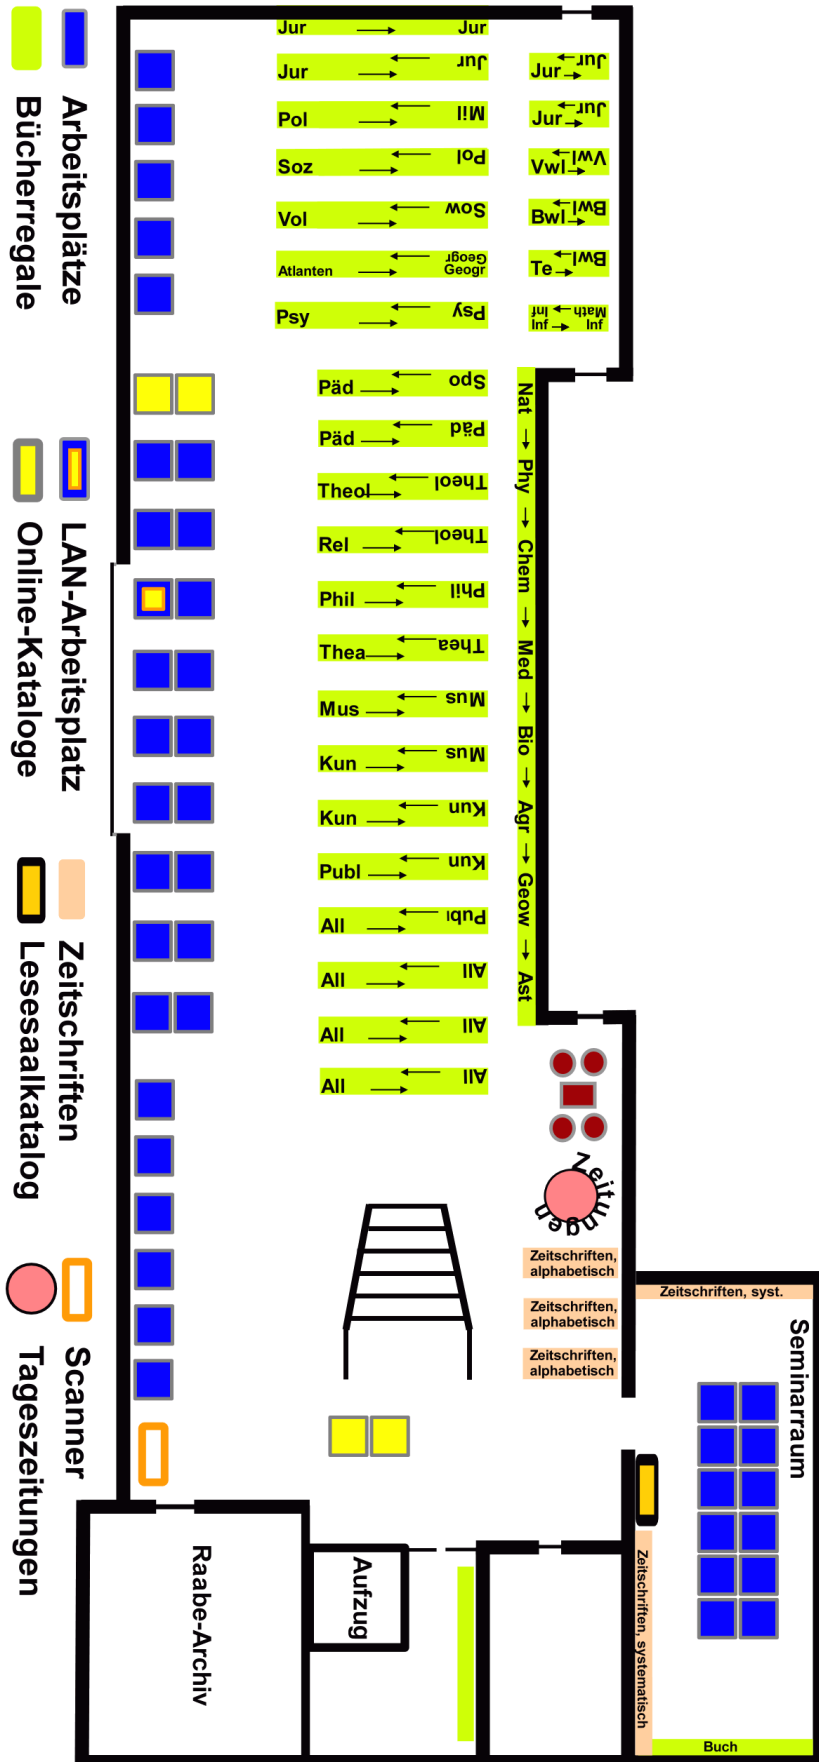 Jur Jur
Jur Jur
Pol Mil
Soz Pol
Vol Sow
Geogr
Atlanten Geogr
Psy Psy
Jur
Jur
Jur
Jur
Vwl
Vwl
Bwl
Bwl
Bwl
Te
Math Inf
Inf Inf
Päd Spo
Päd Päd
Theol Theol
Rel Theol
Phil Phil
Thea Thea
Mus Mus
Kun Mus
Kun Kun
Publ Kun
All Publ
All All
All All
All All
Nat Phy Chem Med Bio Agr Geow Ast
Zeitungen
Zeitschriften,
alphabetisch
Zeitschriften,
alphabetisch
Zeitschriften,
alphabetisch
Zeitschriften, syst.
Seminarraum
Zeitschriften, systematisch
Buch
Aufzug
Raabe-Archiv
Arbeitsplätze
Bücherregale
LAN-Arbeitsplatz
Online-Kataloge
Zeitschriften
Lesesaalkatalog
Scanner
Tageszeitungen